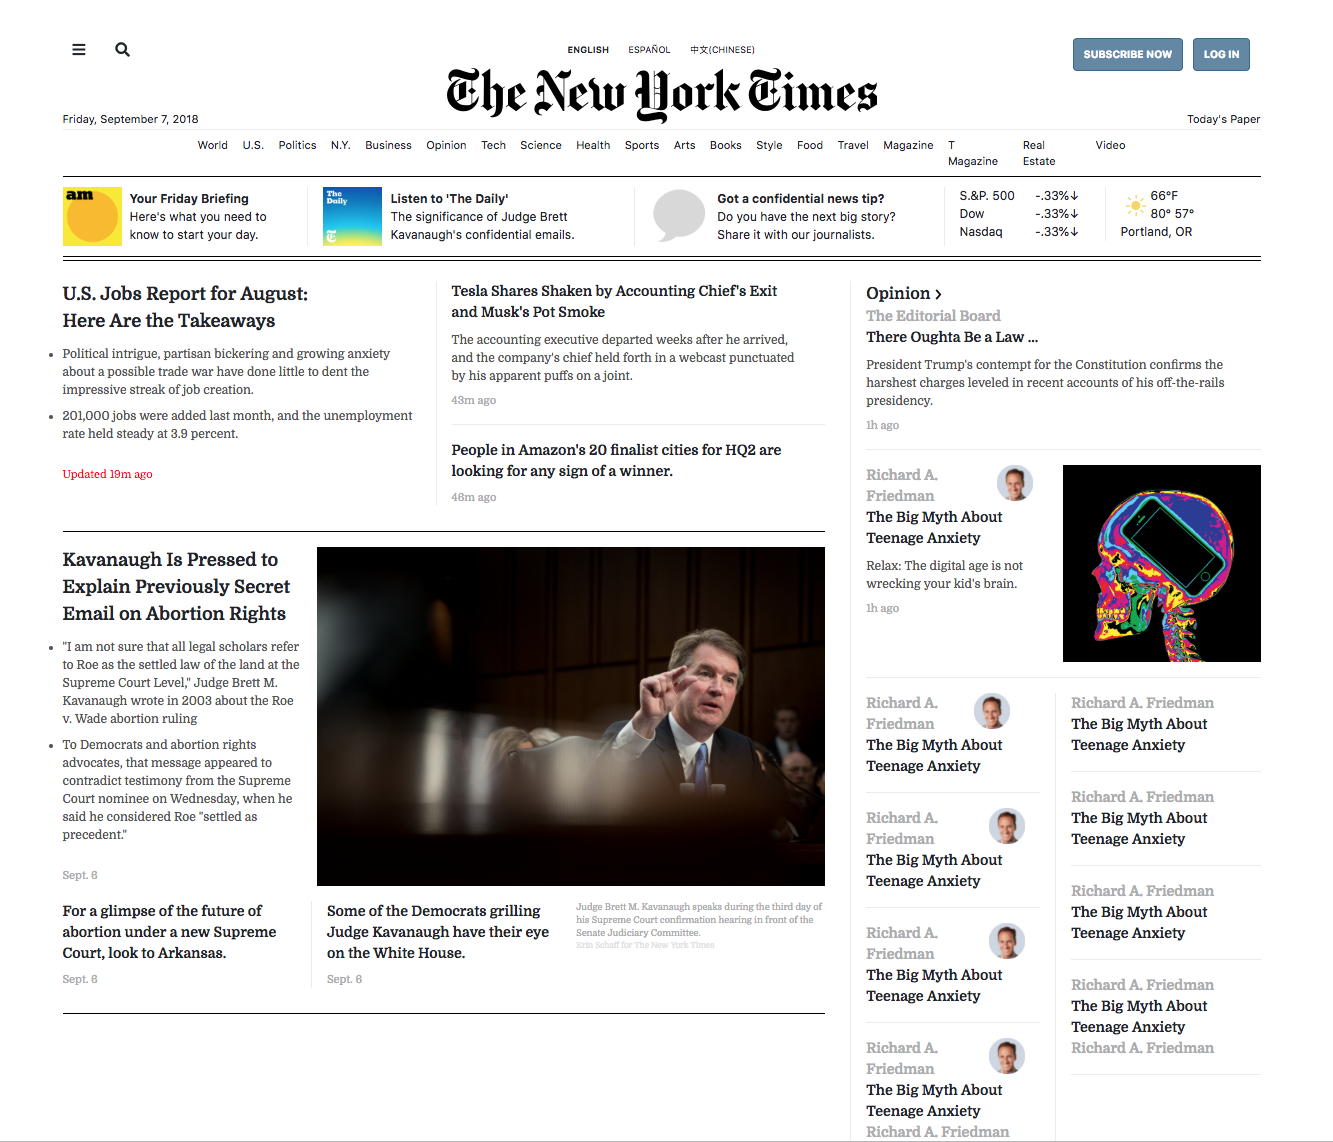 ENGLISH ESPAÑOL 中文(CHINESE)
SUBSCRIBE NOW LOG IN
The New York Times
Friday, September 7, 2018
Today's Paper
World U.S. Politics N.Y. Business Opinion Tech Science Health Sports Arts Books Style Food Travel Magazine T Magazine Real Estate Video
am
Your Friday Briefing
Here's what you need to
know to start your day.
The
Daily
T
Listen to 'The Daily'
The significance of Judge Brett
Kavanaugh's confidential emails.
Got a confidential news tip?
Do you have the next big story?
Share it with our journalists.
S.&P. 500 -.33%↓
Dow -.33%↓
Nasdaq -.33%↓
66°F
80° 57°
Portland, OR
U.S. Jobs Report for August:
Here Are the Takeaways
• Political intrigue, partisan bickering and growing anxiety
about a possible trade war have done little to dent the
impressive streak of job creation.
• 201,000 jobs were added last month, and the unemployment
rate held steady at 3.9 percent.
Updated 19m ago
Tesla Shares Shaken by Accounting Chief's Exit
and Musk's Pot Smoke
The accounting executive departed weeks after he arrived,
and the company's chief held forth in a webcast punctuated
by his apparent puffs on a joint.
43m ago
People in Amazon's 20 finalist cities for HQ2 are
looking for any sign of a winner.
46m ago
Kavanaugh Is Pressed to
Explain Previously Secret
Email on Abortion Rights
• "I am not sure that all legal scholars refer
to Roe as the settled law of the land at the
Supreme Court Level," Judge Brett M.
Kavanaugh wrote in 2003 about the Roe
v. Wade abortion ruling
• To Democrats and abortion rights
advocates, that message appeared to
contradict testimony from the Supreme
Court nominee on Wednesday, when he
said he considered Roe "settled as
precedent."
Sept. 6
For a glimpse of the future of
abortion under a new Supreme
Court, look to Arkansas.
Sept. 6
Some of the Democrats grilling
Judge Kavanaugh have their eye
on the White House.
Sept. 6
Judge Brett M. Kavanaugh speaks during the third day of
his Supreme Court confirmation hearing in front of the
Senate Judiciary Committee.
Erin Schaff for The New York Times
Opinion >
The Editorial Board
There Oughta Be a Law ...
President Trump's contempt for the Constitution confirms the
harshest charges leveled in recent accounts of his off-the-rails
presidency.
1h ago
Richard A.
Friedman
The Big Myth About
Teenage Anxiety
Relax: The digital age is not
wrecking your kid's brain.
1h ago
Richard A.
Friedman
The Big Myth About
Teenage Anxiety
Richard A.
Friedman
The Big Myth About
Teenage Anxiety
Richard A.
Friedman
The Big Myth About
Teenage Anxiety
Richard A.
Friedman
The Big Myth About
Teenage Anxiety
Richard A. Friedman
Richard A. Friedman
The Big Myth About
Teenage Anxiety
Richard A. Friedman
The Big Myth About
Teenage Anxiety
Richard A. Friedman
The Big Myth About
Teenage Anxiety
Richard A. Friedman
The Big Myth About
Teenage Anxiety
Richard A. Friedman